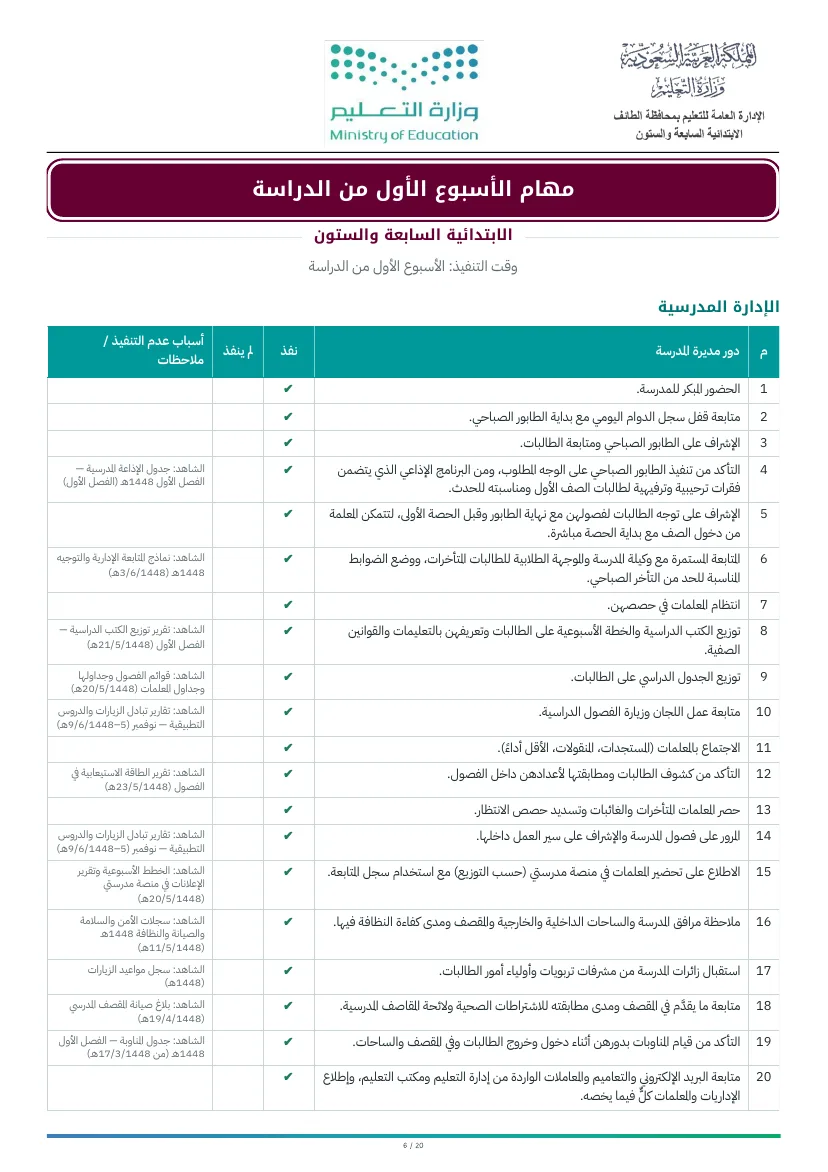 المملكة العربية السعودية
وزارة التعليم
الإدارة العامة للتعليم بمحافظة الطائف
الابتدائية السابعة والستون
وزارة التعـــليم
Ministry of Education
مهام الأسبوع الأول من الدراسة
الابتدائية السابعة والستون
وقت التنفيذ: الأسبوع الأول من الدراسة
الإدارة المدرسية
م دور مديرة المدرسة نفذ لم ينفذ أسباب عدم التنفيذ /
ملاحظات
1 الحضور المبكر للمدرسة. ✔
2 متابعة قفل سجل الدوام اليومي مع بداية الطابور الصباحي. ✔
3 الإشراف على الطابور الصباحي ومتابعة الطالبات. ✔
4 التأكد من تنفيذ الطابور الصباحي على الوجه المطلوب، ومن البرنامج الإذاعي الذي يتضمن
فقرات ترحيبية وترفيهية لطالبات الصف الأول ومناسبته للحدث. ✔
الشاهد: جدول الإذاعة المدرسية —
الفصل الأول 1448هـ (الفصل الأول)
5 الإشراف على توجه الطالبات لفصولهن مع نهاية الطابور وقبل الحصة الأولى، لتتمكن المعلمة
من دخول الصف مع بداية الحصة مباشرة. ✔
6 المتابعة المستمرة مع وكيلة المدرسة والموجهة الطلابية للطالبات المتأخرات، ووضع الضوابط
المناسبة للحد من التأخر الصباحي. ✔
الشاهد: نماذج المتابعة الإدارية والتوجيه
1448هـ (3/6/1448هـ)
7 انتظام المعلمات في حصصهن. ✔
8 توزيع الكتب الدراسية والخطة الأسبوعية على الطالبات وتعريفهن بالتعليمات والقوانين
الصفية. ✔
الشاهد: تقرير توزيع الكتب الدراسية —
الفصل الأول (21/5/1448هـ)
9 توزيع الجدول الدراسي على الطالبات. ✔
الشاهد: قوائم الفصول وجداولها
وجداول المعلمات (20/5/1448هـ)
10 متابعة عمل اللجان وزيارة الفصول الدراسية. ✔
الشاهد: تقارير تبادل الزيارات والدروس
التطبيقية — نوفمبر (5–9/6/1448هـ)
11 الاجتماع بالمعلمات (المستجدات، المنقولات، الأقل أداءً). ✔
12 التأكد من كشوف الطالبات ومطابقتها لأعدادهن داخل الفصول. ✔
الشاهد: تقرير الطاقة الاستيعابية في
الفصول (23/5/1448هـ)
13 حصر المعلمات المتأخرات والغائبات وتسديد حصص الانتظار. ✔
14 المرور على فصول المدرسة والإشراف على سير العمل داخلها. ✔
الشاهد: تقارير تبادل الزيارات والدروس
التطبيقية — نوفمبر (5–9/6/1448هـ)
15 الاطلاع على تحضير المعلمات في منصة مدرستي (حسب التوزيع) مع استخدام سجل المتابعة. ✔
الشاهد: الخطط الأسبوعية وتقرير
الإعلانات في منصة مدرستي
(20/5/1448هـ)
16 ملاحظة مرافق المدرسة والساحات الداخلية والخارجية والمقصف ومدى كفاءة النظافة فيها. ✔
الشاهد: سجلات الأمن والسلامة
والصيانة والنظافة 1448هـ
(11/5/1448هـ)
17 استقبال زائرات المدرسة من مشرفات تربويات وأولياء أمور الطالبات. ✔
الشاهد: سجل مواعيد الزيارات
(1448هـ)
18 متابعة ما يقدَّم في المقصف ومدى مطابقته للاشتراطات الصحية ولائحة المقاصف المدرسية. ✔
الشاهد: بلاغ صيانة المقصف المدرسي
(19/4/1448هـ)
19 التأكد من قيام المناوبات بدورهن أثناء دخول وخروج الطالبات وفي المقصف والساحات. ✔
الشاهد: جدول المناوبة — الفصل الأول
1448هـ (من 17/3/1448هـ)
20 متابعة البريد الإلكتروني والتعاميم والمعاملات الواردة من إدارة التعليم ومكتب التعليم، وإطلاع
الإداريات والمعلمات كلٌّ فيما يخصه. ✔
6 / 20